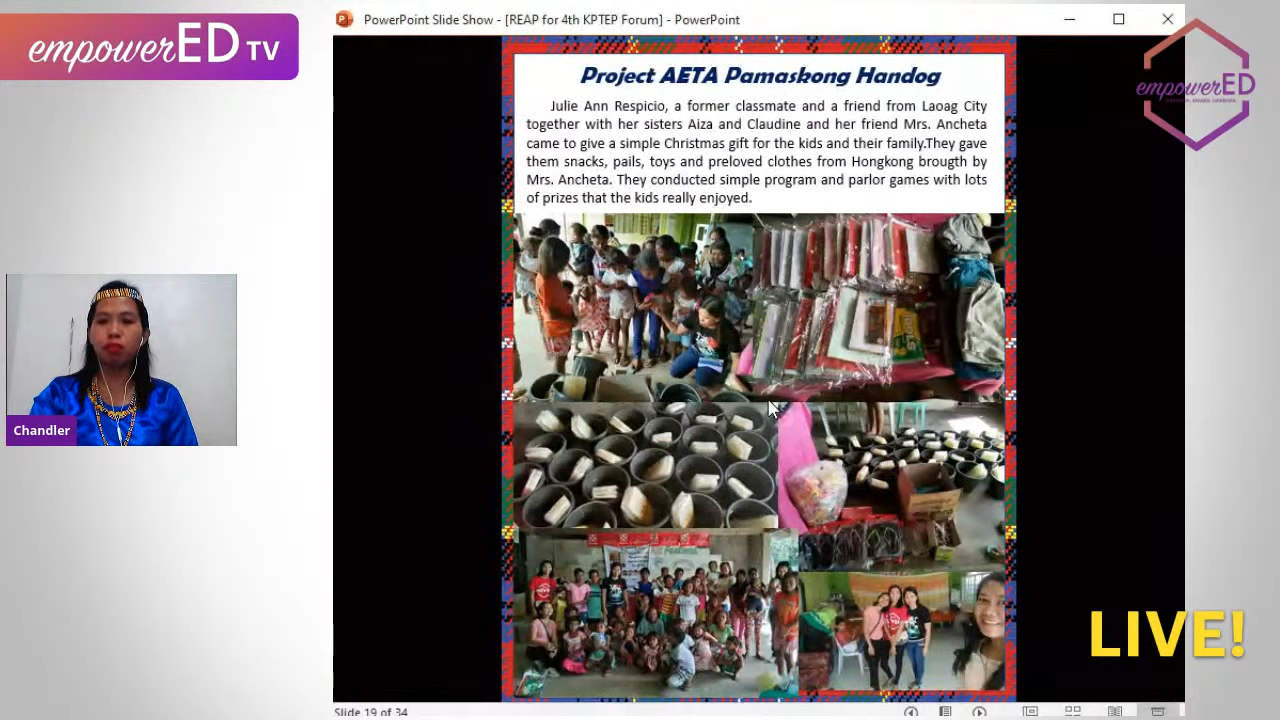 PowerPoint Slide Show - [REAP for 4th KPTEP Forum] - PowerPoint
empowerED TV
empowerED
Project AETA Pamaskong Handog
Julie Ann Respicio, a former classmate and a friend from Laoag City
together with her sisters Aiza and Claudine and her friend Mrs. Ancheta
came to give a simple Christmas gift for the kids and their family.They gave
them snacks, pails, toys and preloved clothes from Hongkong brougth by
Mrs. Ancheta. They conducted simple program and parlor games with lots
of prizes that the kids really enjoyed.
Chandler
LIVE!
Slide 19 of 34